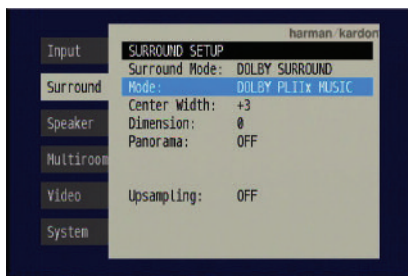 harman/kardon
Input
Surround
Speaker
Multiroom
Video
System
SURROUND SETUP
Surround Mode: DOLBY SURROUND
Mode: DOLBY PLIIx MUSIC
Center Width: +3
Dimension: 0
Panorama: OFF
Upsampling: OFF